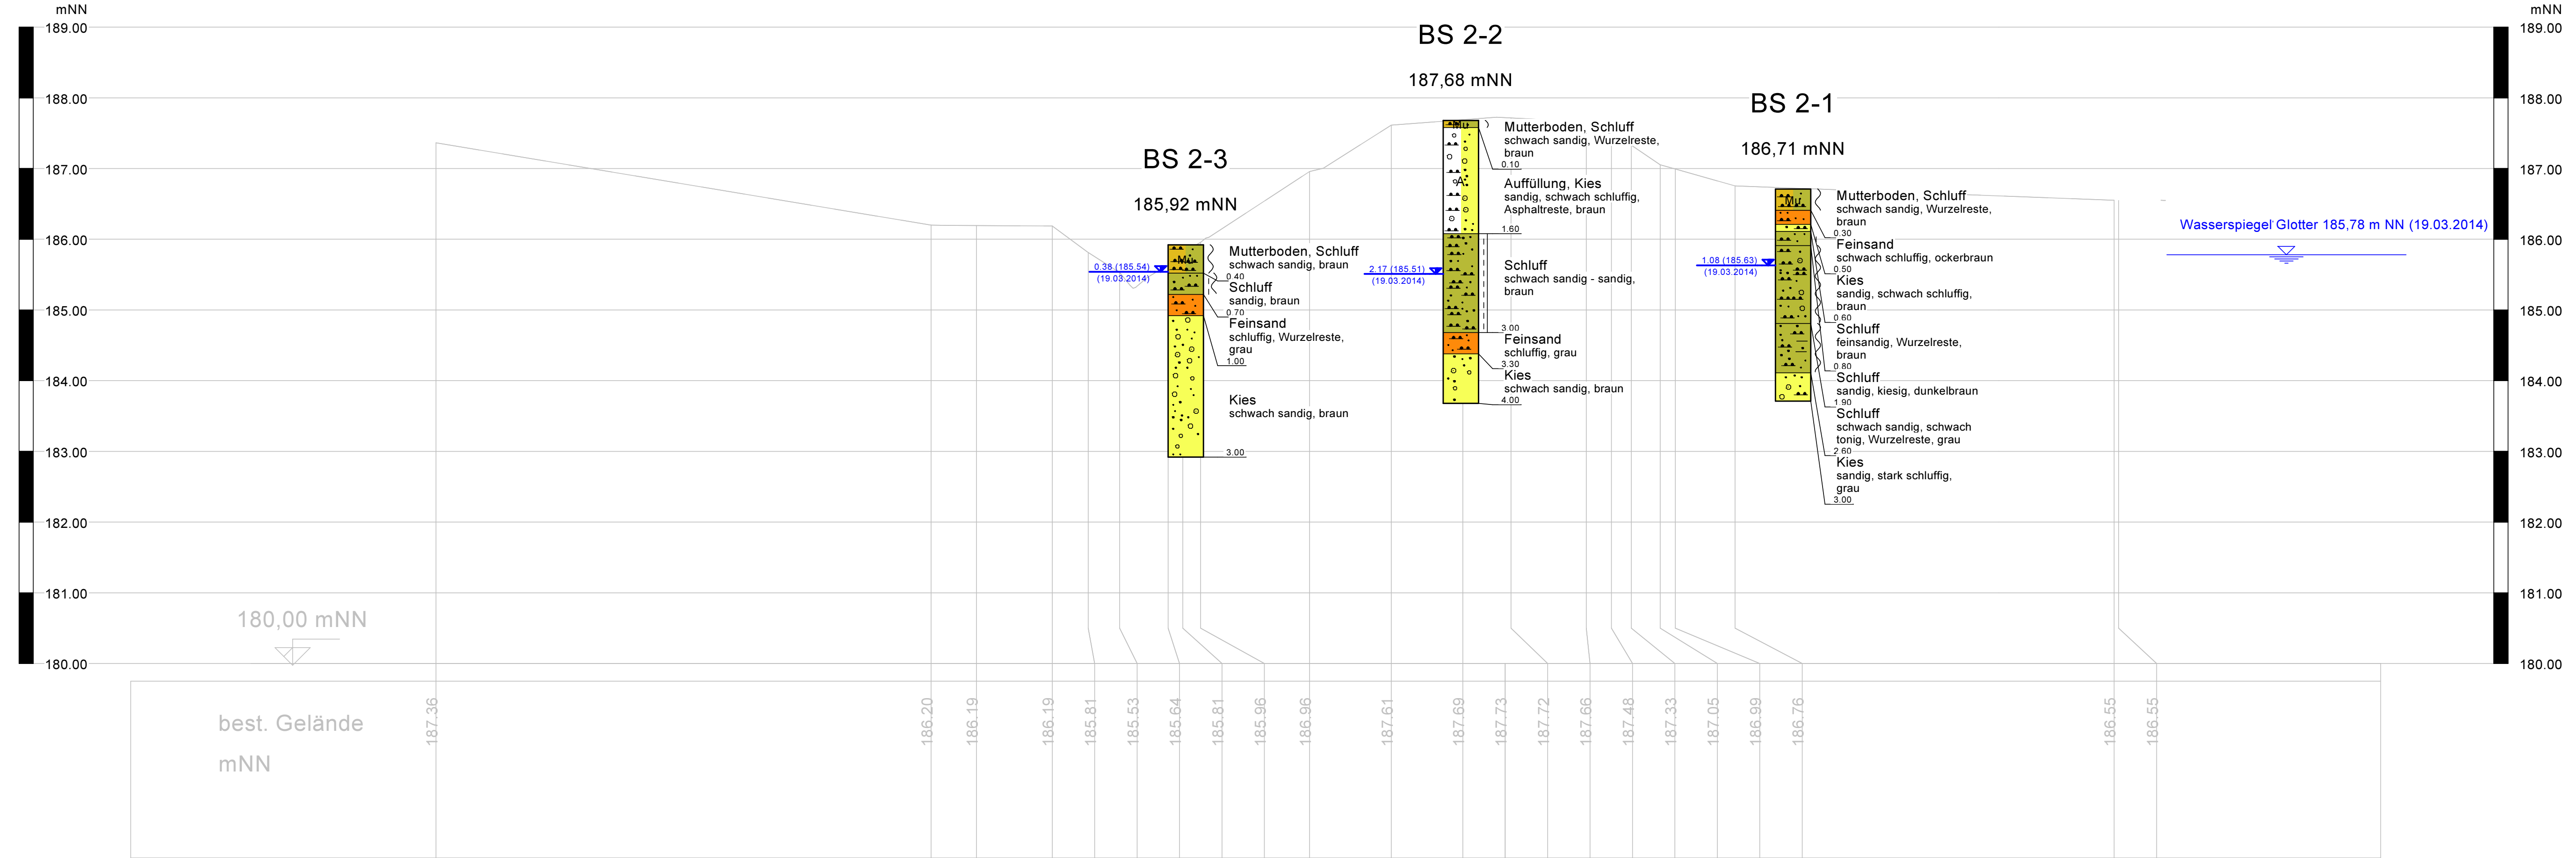 mNN
189.00
188.00
187.00
186.00
185.00
184.00
183.00
182.00
181.00
180.00
BS 2-3
185,92 mNN
0.38 (185.54)
(19.03.2014)
Mu
Mutterboden, Schluff
schwach sandig, braun
0.40
Schluff
sandig, braun
0.70
Feinsand
schluffig, Wurzelreste,
grau
1.00
Kies
schwach sandig, braun
3.00
BS 2-2
187,68 mNN
2.17 (185.51)
(19.03.2014)
Mu
A
Mutterboden, Schluff
schwach sandig, Wurzelreste,
braun
0.10
Auffüllung, Kies
sandig, schwach schluffig,
Asphaltreste, braun
1.60
Schluff
schwach sandig - sandig,
braun
3.00
Feinsand
schluffig, grau
3.30
Kies
schwach sandig, braun
4.00
BS 2-1
186,71 mNN
1.08 (185.63)
(19.03.2014)
Mu
Mutterboden, Schluff
schwach sandig, Wurzelreste,
braun
0.30
Feinsand
schwach schluffig, ockerbraun
0.50
Kies
sandig, schwach schluffig,
braun
0.60
Schluff
feinsandig, Wurzelreste,
braun
0.80
Schluff
sandig, kiesig, dunkelbraun
1.90
Schluff
schwach sandig, schwach
tonig, Wurzelreste, grau
2.60
Kies
sandig, stark schluffig,
grau
3.00
Wasserspiegel Glotter 185,78 m NN (19.03.2014)
mNN
189.00
188.00
187.00
186.00
185.00
184.00
183.00
182.00
181.00
180.00
180,00 mNN
best. Gelände
mNN
187.36
186.20
186.19
186.19
185.81
185.53
185.64
185.81
185.96
186.96
187.61
187.69
187.73
187.72
187.66
187.48
187.33
187.05
186.99
186.76
186.55
186.55